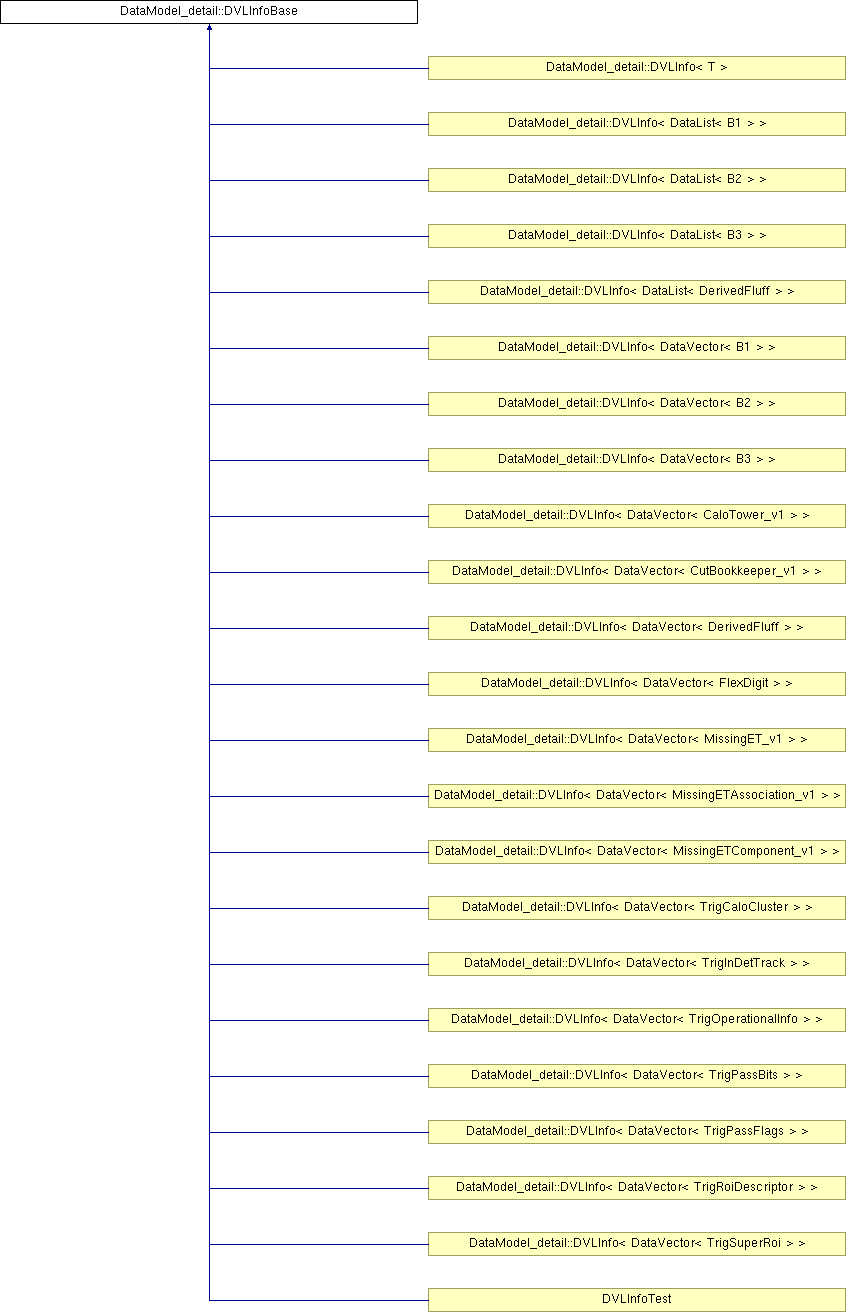 DataModel_detail::DVLInfoBase
DataModel_detail::DVLInfo< T >
DataModel_detail::DVLInfo< DataList< B1 > >
DataModel_detail::DVLInfo< DataList< B2 > >
DataModel_detail::DVLInfo< DataList< B3 > >
DataModel_detail::DVLInfo< DataList< DerivedFluff > >
DataModel_detail::DVLInfo< DataVector< B1 > >
DataModel_detail::DVLInfo< DataVector< B2 > >
DataModel_detail::DVLInfo< DataVector< B3 > >
DataModel_detail::DVLInfo< DataVector< CaloTower_v1 > >
DataModel_detail::DVLInfo< DataVector< CutBookkeeper_v1 > >
DataModel_detail::DVLInfo< DataVector< DerivedFluff > >
DataModel_detail::DVLInfo< DataVector< FlexDigit > >
DataModel_detail::DVLInfo< DataVector< MissingET_v1 > >
DataModel_detail::DVLInfo< DataVector< MissingETAssociation_v1 > >
DataModel_detail::DVLInfo< DataVector< MissingETComponent_v1 > >
DataModel_detail::DVLInfo< DataVector< TrigCaloCluster > >
DataModel_detail::DVLInfo< DataVector< TrigInDetTrack > >
DataModel_detail::DVLInfo< DataVector< TrigOperationalInfo > >
DataModel_detail::DVLInfo< DataVector< TrigPassBits > >
DataModel_detail::DVLInfo< DataVector< TrigPassFlags > >
DataModel_detail::DVLInfo< DataVector< TrigRoiDescriptor > >
DataModel_detail::DVLInfo< DataVector< TrigSuperRoi > >
DVLInfoTest